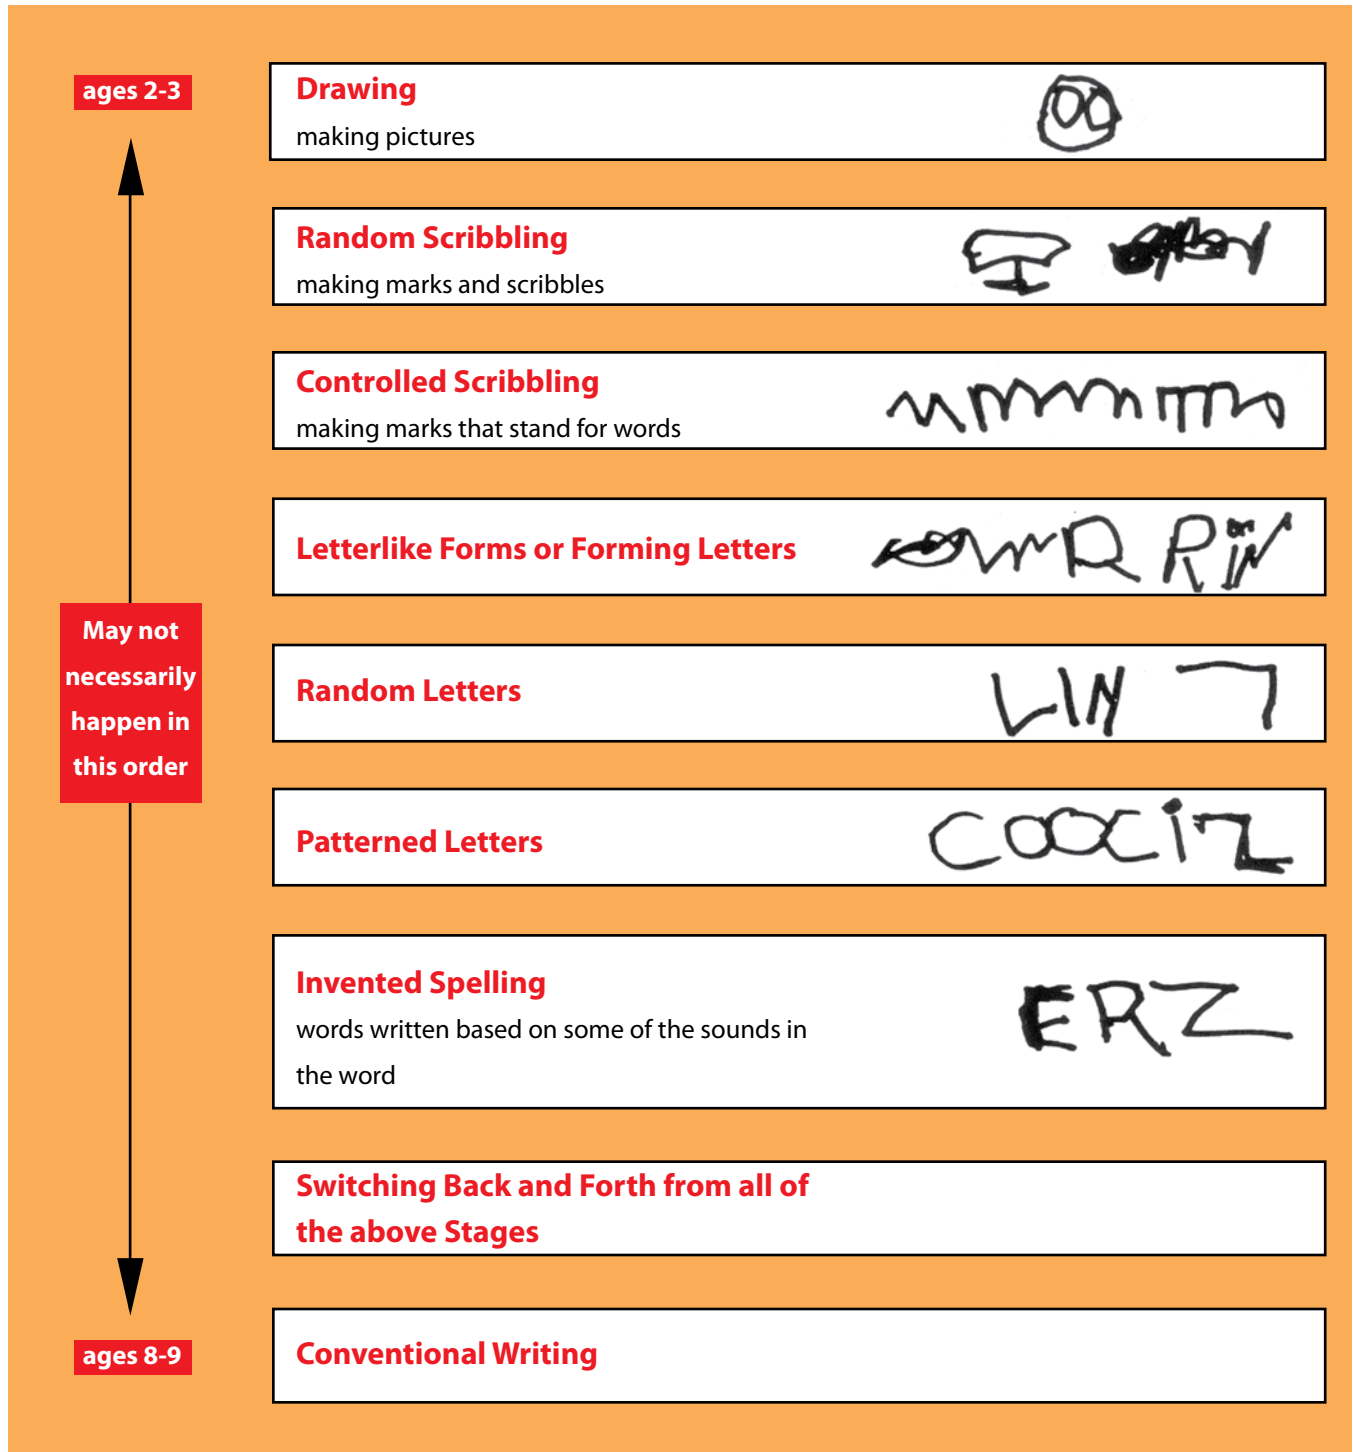 ages 2-3
Drawing
making pictures
Random Scribbling
making marks and scribbles
Controlled Scribbling
making marks that stand for words
Letterlike Forms or Forming Letters
May not
necessarily
happen in
this order
Random Letters
Patterned Letters
COOCi
Invented Spelling
words written based on some of the sounds in
the word
ERZ
Switching Back and Forth from all of
the above Stages
ages 8-9
Conventional Writing